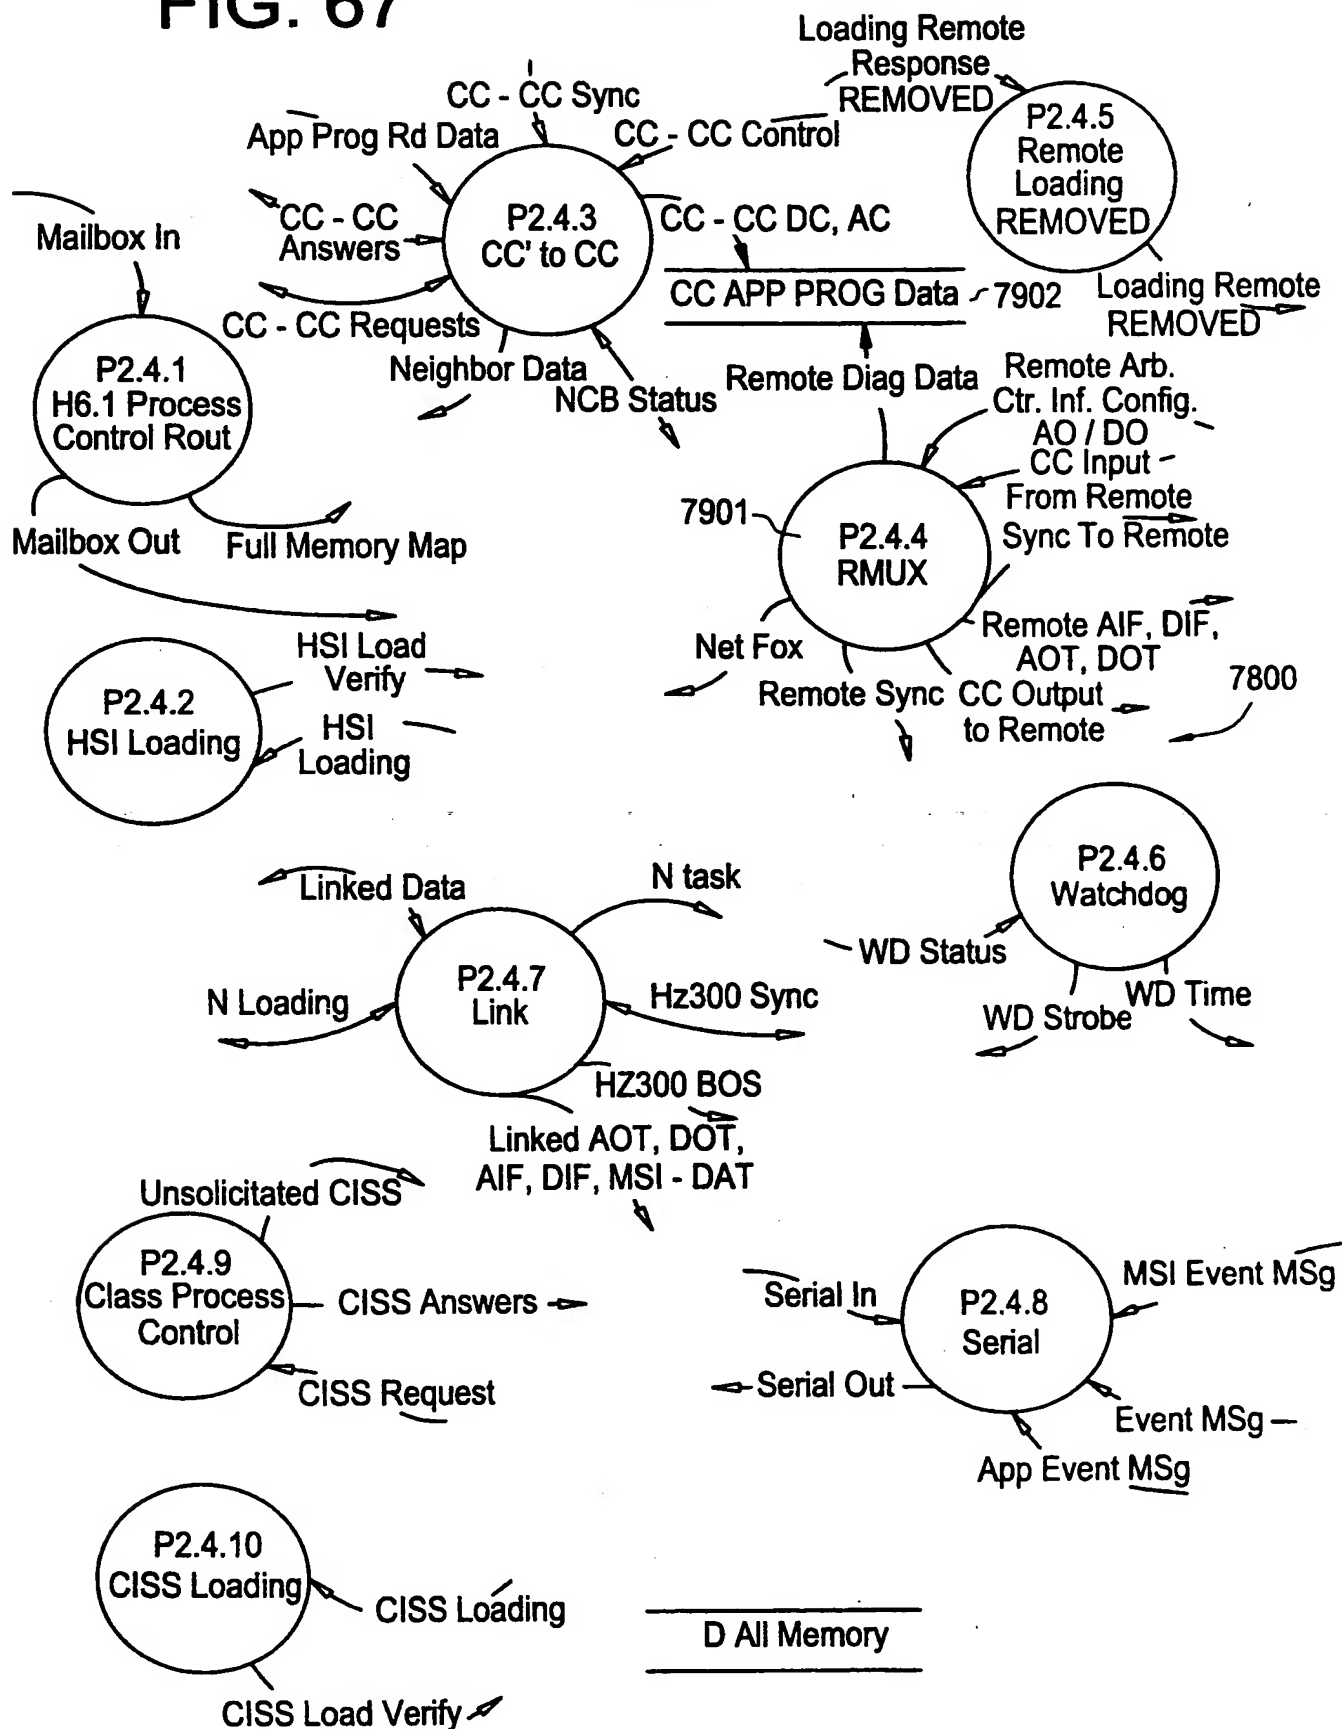 FIG. 67
Loading Remote
Response
REMOVED
P2.4.5
Remote
Loading
REMOVED
Loading Remote
REMOVED
CC - CC Sync
App Prog Rd Data
CC - CC Control
CC - CC
Answers
P2.4.3
CC' to CC
CC - CC DC, AC
CC APP PROG Data
7902
CC - CC Requests
Neighbor Data
NCB Status
Mailbox In
P2.4.1
H6.1 Process
Control Rout
Mailbox Out
Full Memory Map
Remote Diag Data
Remote Arb.
Ctr. Inf. Config.
AO / DO
CC Input
From Remote
Sync To Remote
7901
P2.4.4
RMUX
Net Fox
Remote Sync
CC Output
to Remote
Remote AIF, DIF,
AOT, DOT
7800
P2.4.2
HSI Loading
HSI Load
Verify
HSI
Loading
Linked Data
N task
P2.4.7
Link
N Loading
Hz300 Sync
HZ300 BOS
Linked AOT, DOT,
AIF, DIF, MSI - DAT
P2.4.6
Watchdog
WD Status
WD Strobe
WD Time
Unsolicitated CISS
P2.4.9
Class Process
Control
CISS Answers
CISS Request
Serial In
P2.4.8
Serial
MSI Event MSg
Serial Out
Event MSg
App Event MSg
P2.4.10
CISS Loading
CISS Loading
CISS Load Verify
D All Memory